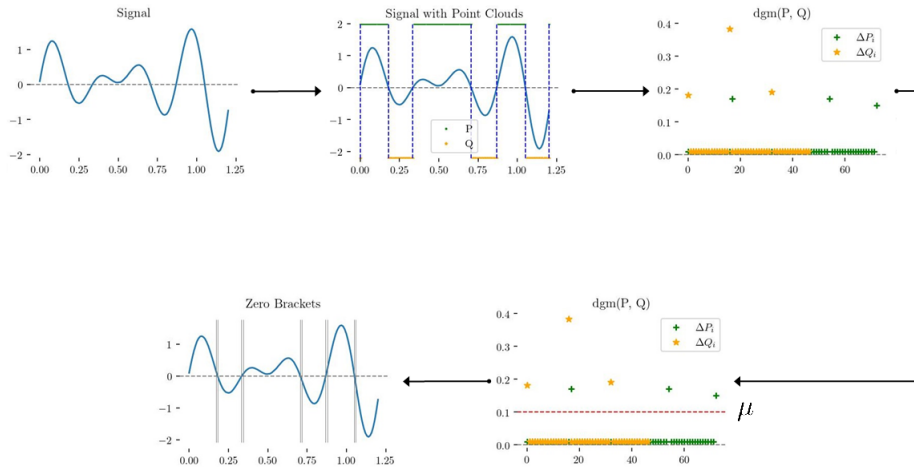 Signal
1
0
−1
−2
0.00 0.25 0.50 0.75 1.00 1.25
Signal with Point Clouds
2
1
0
−1
−2
P
Q
0.00 0.25 0.50 0.75 1.00 1.25
dgm(P, Q)
0.4
0.3
0.2
0.1
0.0
ΔPᵢ
ΔQᵢ
0 20 40 60
Zero Brackets
1
0
−1
−2
0.00 0.25 0.50 0.75 1.00 1.25
dgm(P, Q)
0.4
0.3
0.2
0.1
0.0
ΔPᵢ
ΔQᵢ
μ
0 20 40 60